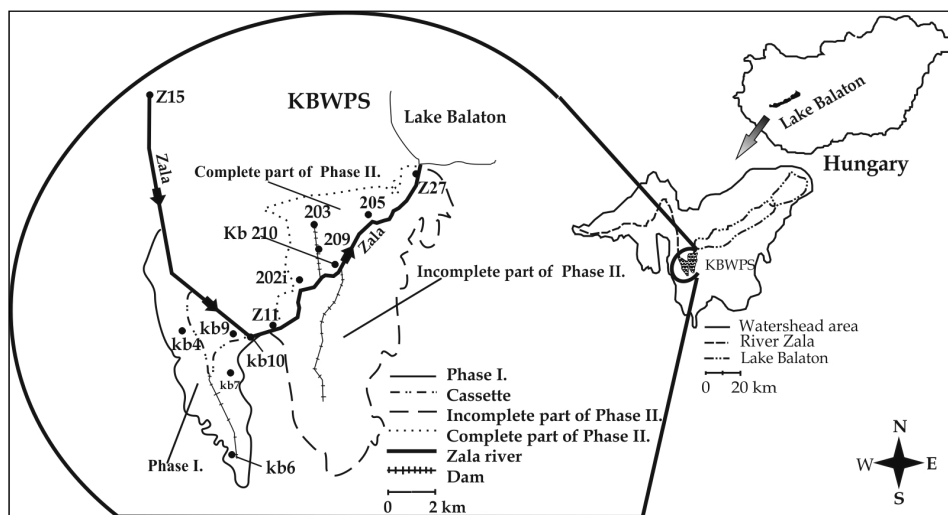 KBWPS
Z15
Zala
Lake Balaton
Complete part of Phase II.
Z27
203
205
Kb 210
209
Zala
202i
Incomplete part of Phase II.
Z11
kb9
kb4
kb10
kb7
Phase I.
kb6
Phase I.
Cassette
Incomplete part of Phase II.
Complete part of Phase II.
Zala river
Dam
0 2 km
Lake Balaton
Hungary
KBWPS
Watershead area
River Zala
Lake Balaton
0 20 km
N
W E
S